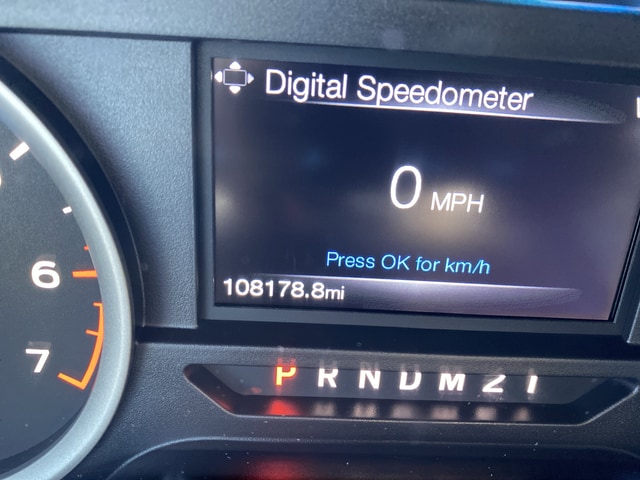 Digital Speedometer
0 MPH
Press OK for km/h
108178.8mi
6
7
P R N D M 2 1